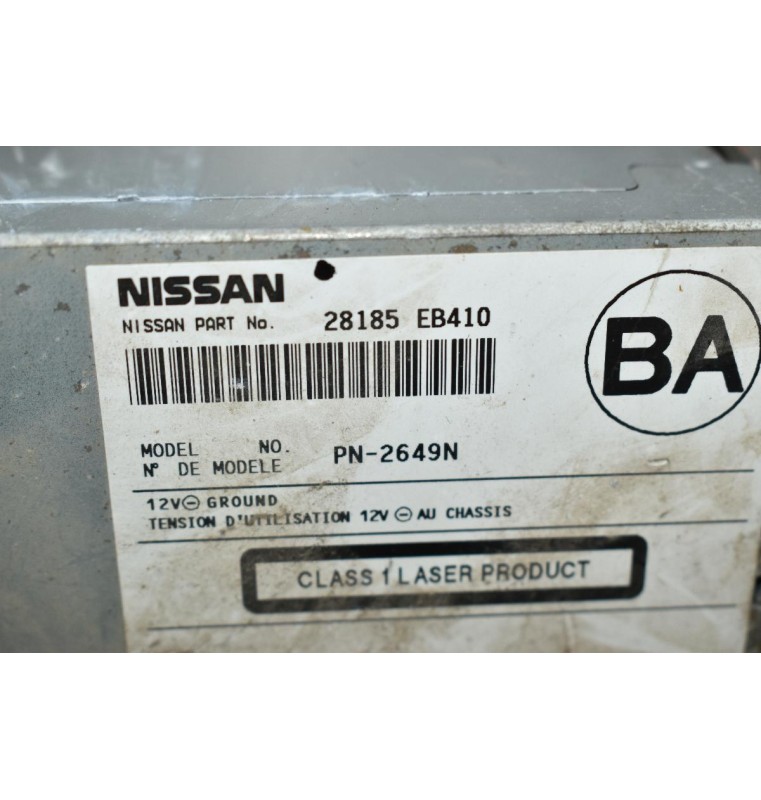 NISSAN
NISSAN PART No. 28185 EB410
BA
MODEL NO.
N° DE MODELE PN-2649N
12V⊖ GROUND
TENSION D'UTILISATION 12V ⊖ AU CHASSIS
CLASS 1 LASER PRODUCT